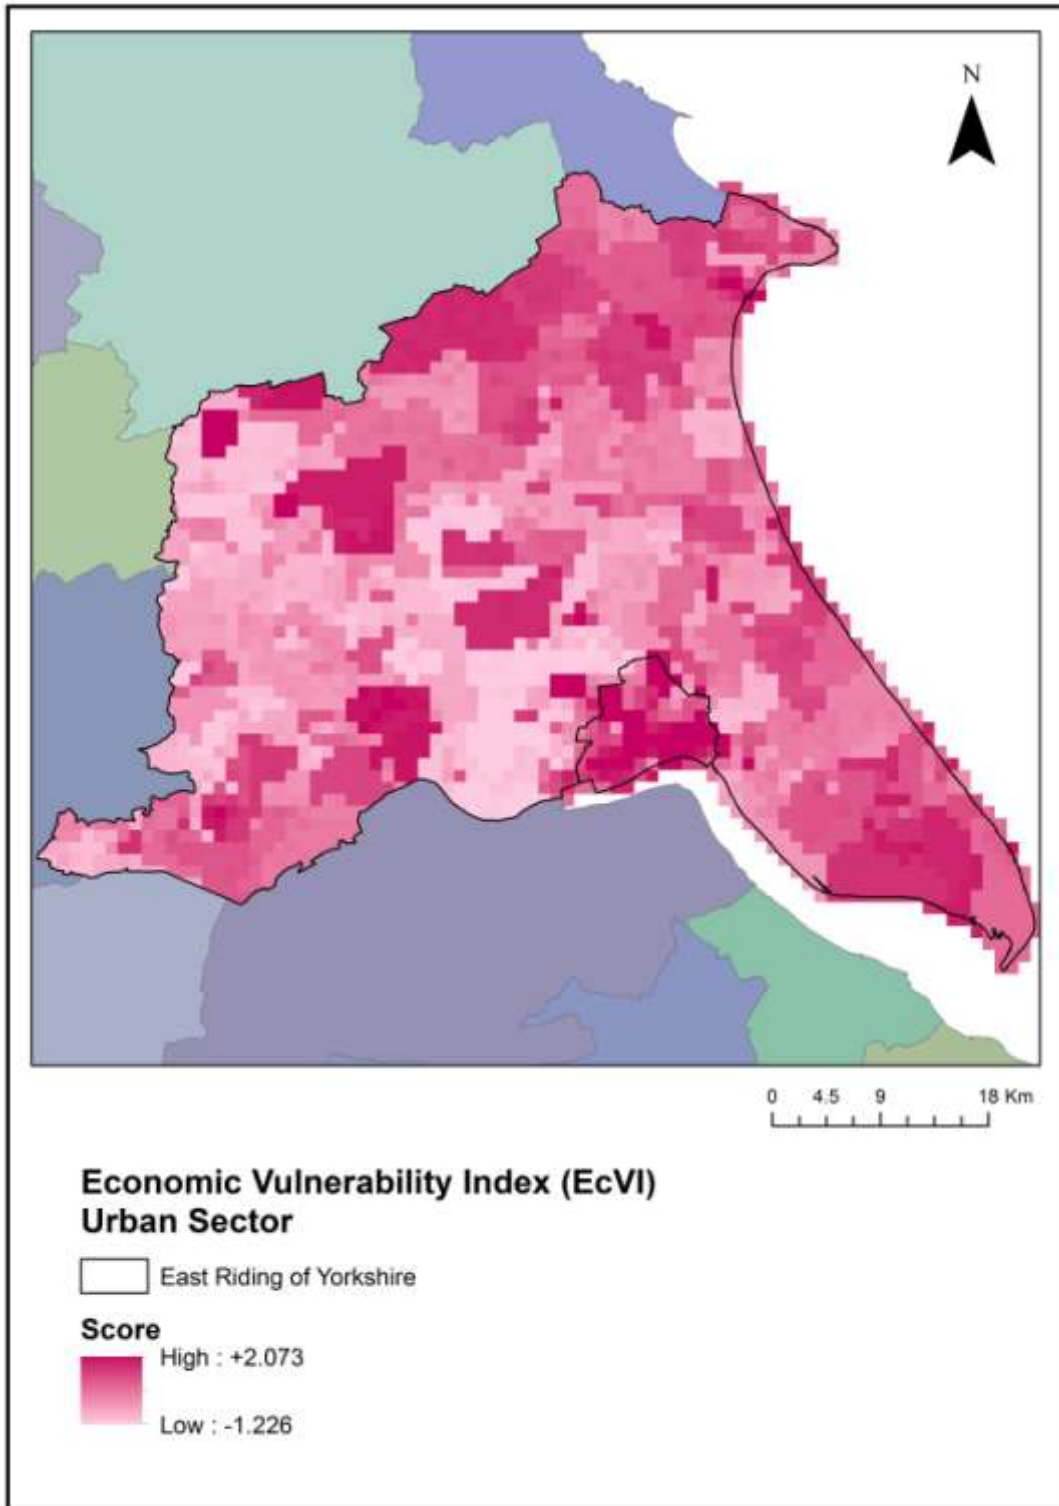 N
0 4.5 9 18 Km
Economic Vulnerability Index (EcVI)
Urban Sector
East Riding of Yorkshire
Score
High : +2.073
Low : -1.226